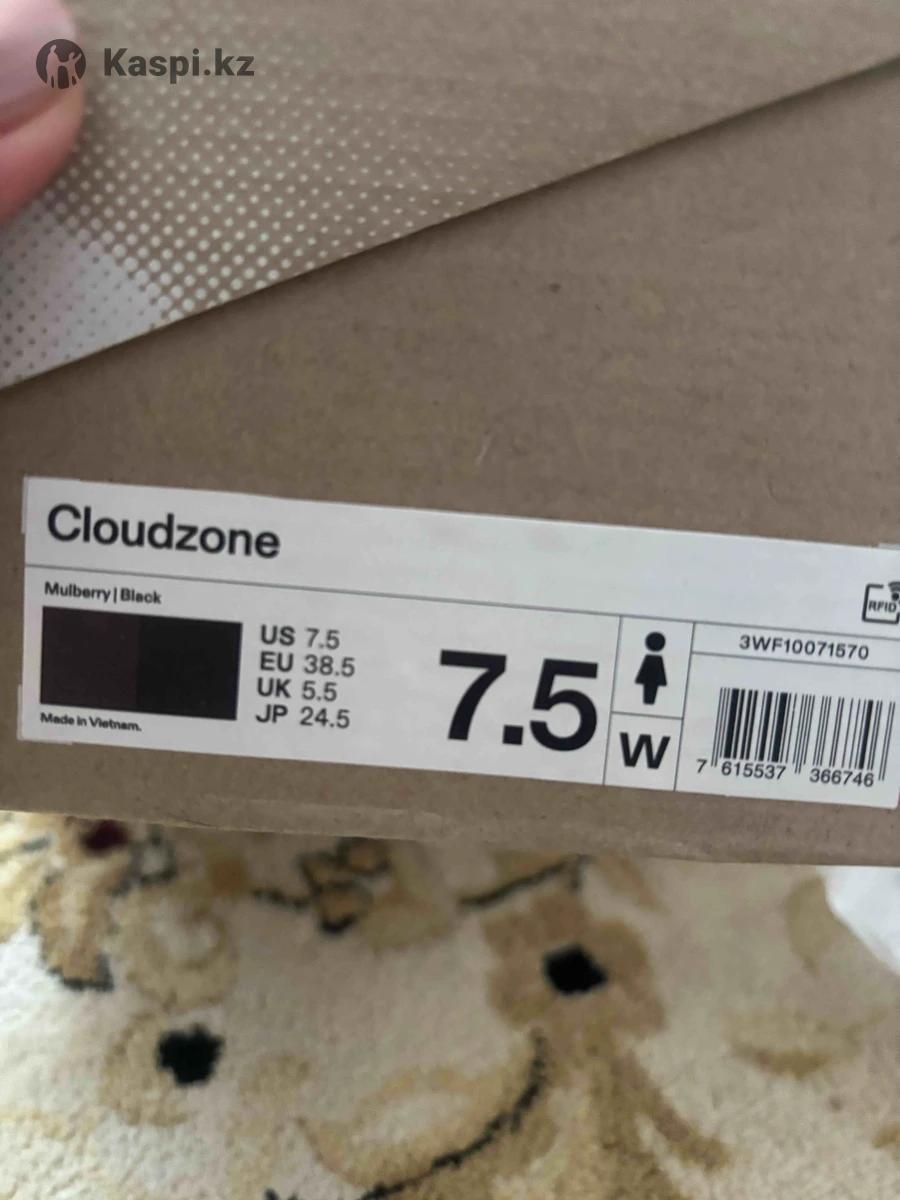 Kaspi.kz
Cloudzone
Mulberry | Black
US 7.5
EU 38.5
UK 5.5
JP 24.5
Made in Vietnam.
7.5
W
RFID
3WF10071570
7 615537 366746